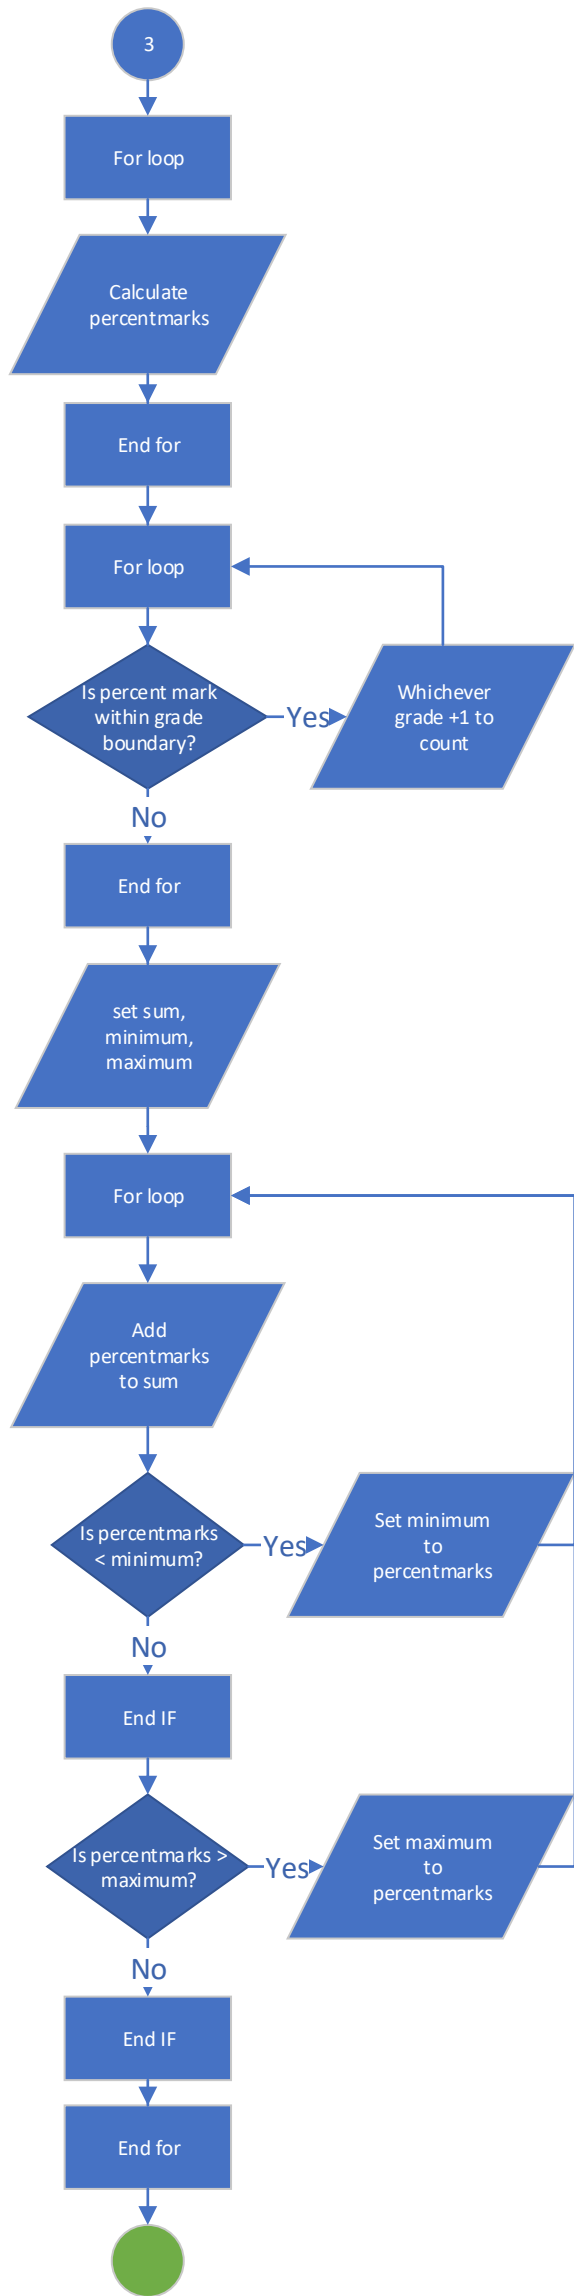 3
For loop
Calculate
percentmarks
End for
For loop
Is percent mark
within grade
boundary?
Yes
Whichever
grade +1 to
count
No
End for
set sum,
minimum,
maximum
For loop
Add
percentmarks
to sum
Is percentmarks
< minimum?
Yes
Set minimum
to
percentmarks
No
End IF
Is percentmarks >
maximum?
Yes
Set maximum
to
percentmarks
No
End IF
End for